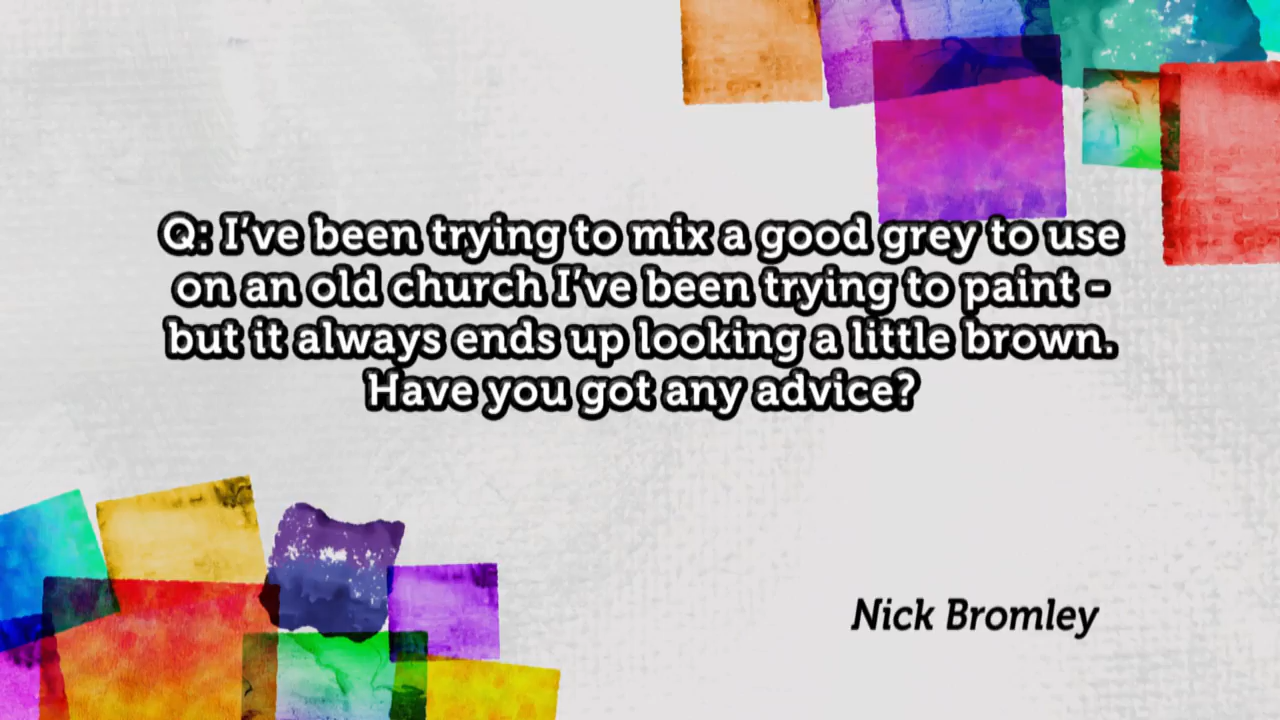 Q: I’ve been trying to mix a good grey to use
on an old church I’ve been trying to paint -
but it always ends up looking a little brown.
Have you got any advice?
Nick Bromley